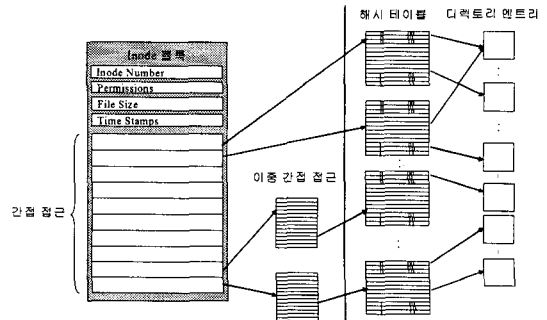 해시 테이블 디렉토리 엔트리
Inode 블록
Inode Number
Permissions
File Size
Time Stamps
이중 간접 접근
간접 접근